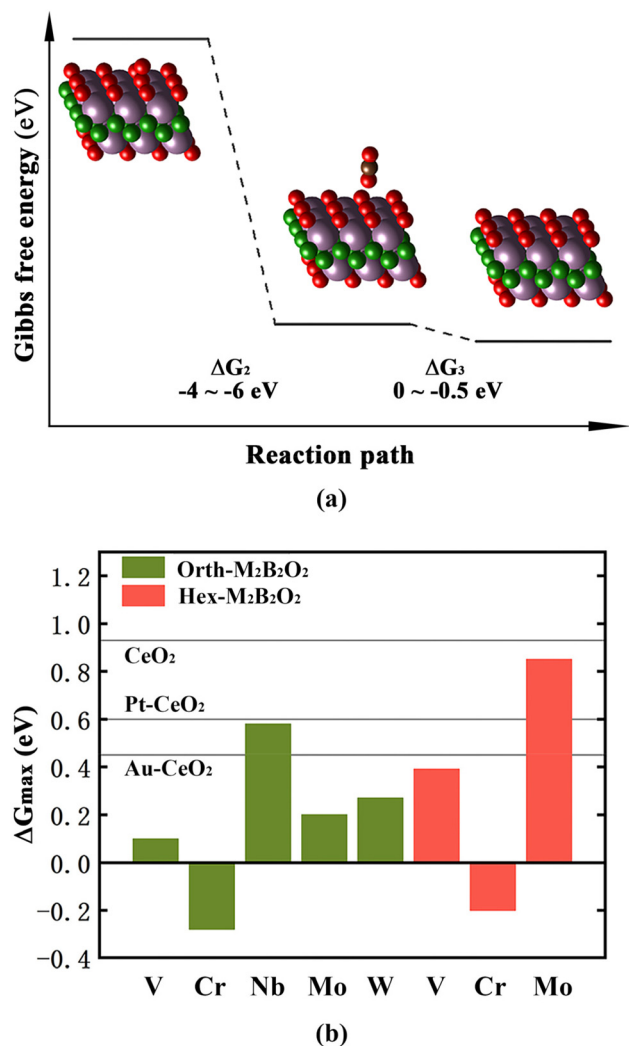 Gibbs free energy (eV)
ΔG₂
-4 ~ -6 eV
ΔG₃
0 ~ -0.5 eV
Reaction path
(a)
Orth-M₂B₂O₂
Hex-M₂B₂O₂
ΔGmax (eV)
1.2
1.0
0.8
0.6
0.4
0.2
0.0
-0.2
-0.4
CeO₂
Pt-CeO₂
Au-CeO₂
V Cr Nb Mo W V Cr Mo
(b)